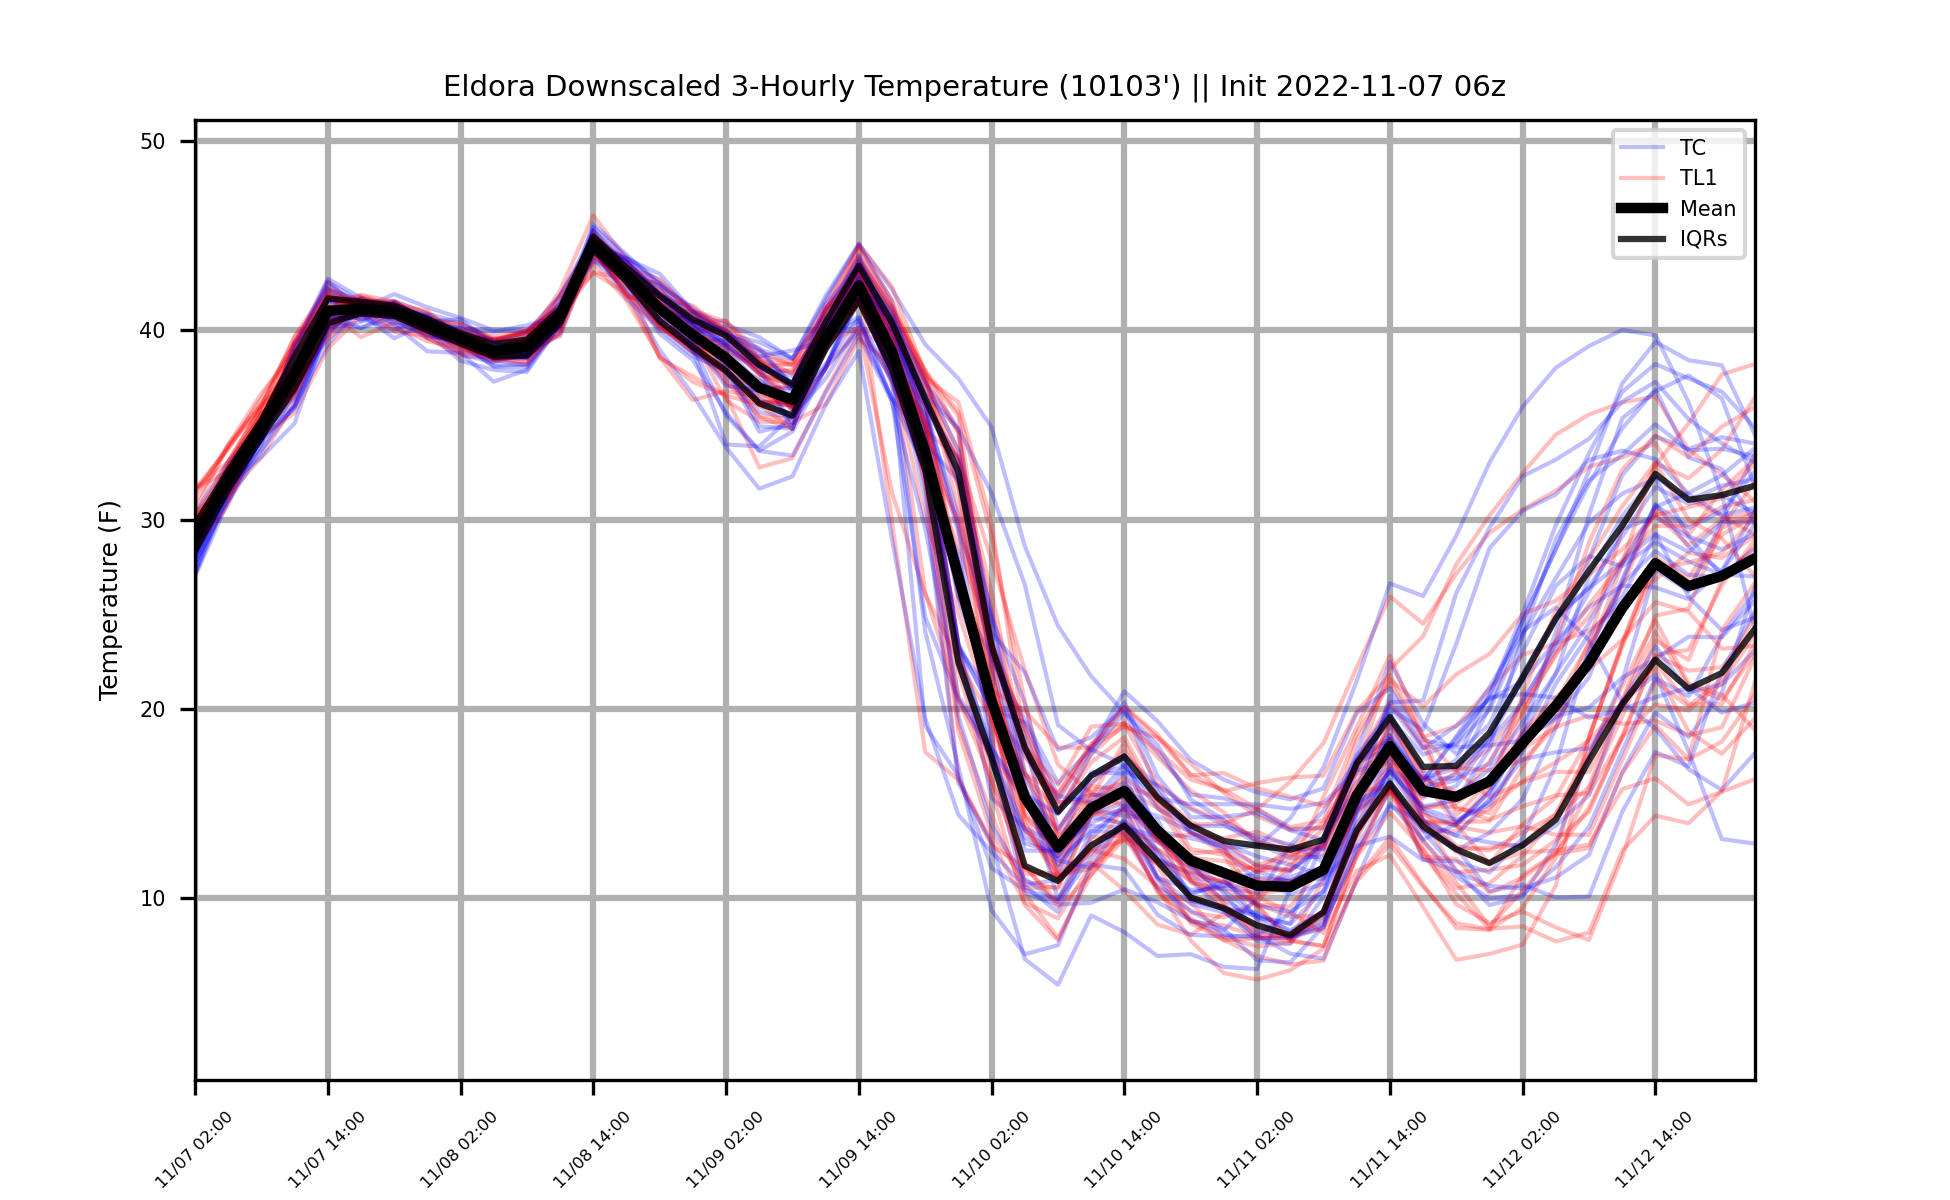 Eldora Downscaled 3-Hourly Temperature (10103') || Init 2022-11-07 06z
TC
TL1
Mean
IQRs
Temperature (F)
50
40
30
20
10
11/07 02:00
11/07 14:00
11/08 02:00
11/08 14:00
11/09 02:00
11/09 14:00
11/10 02:00
11/10 14:00
11/11 02:00
11/11 14:00
11/12 02:00
11/12 14:00